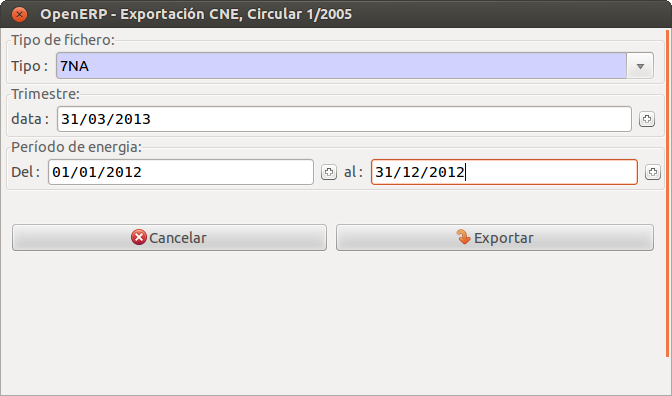 OpenERP - Exportación CNE, Circular 1/2005
Tipo de fichero:
Tipo : 7NA
Trimestre:
data : 31/03/2013
Período de energia:
Del : 01/01/2012 al : 31/12/2012
Cancelar Exportar